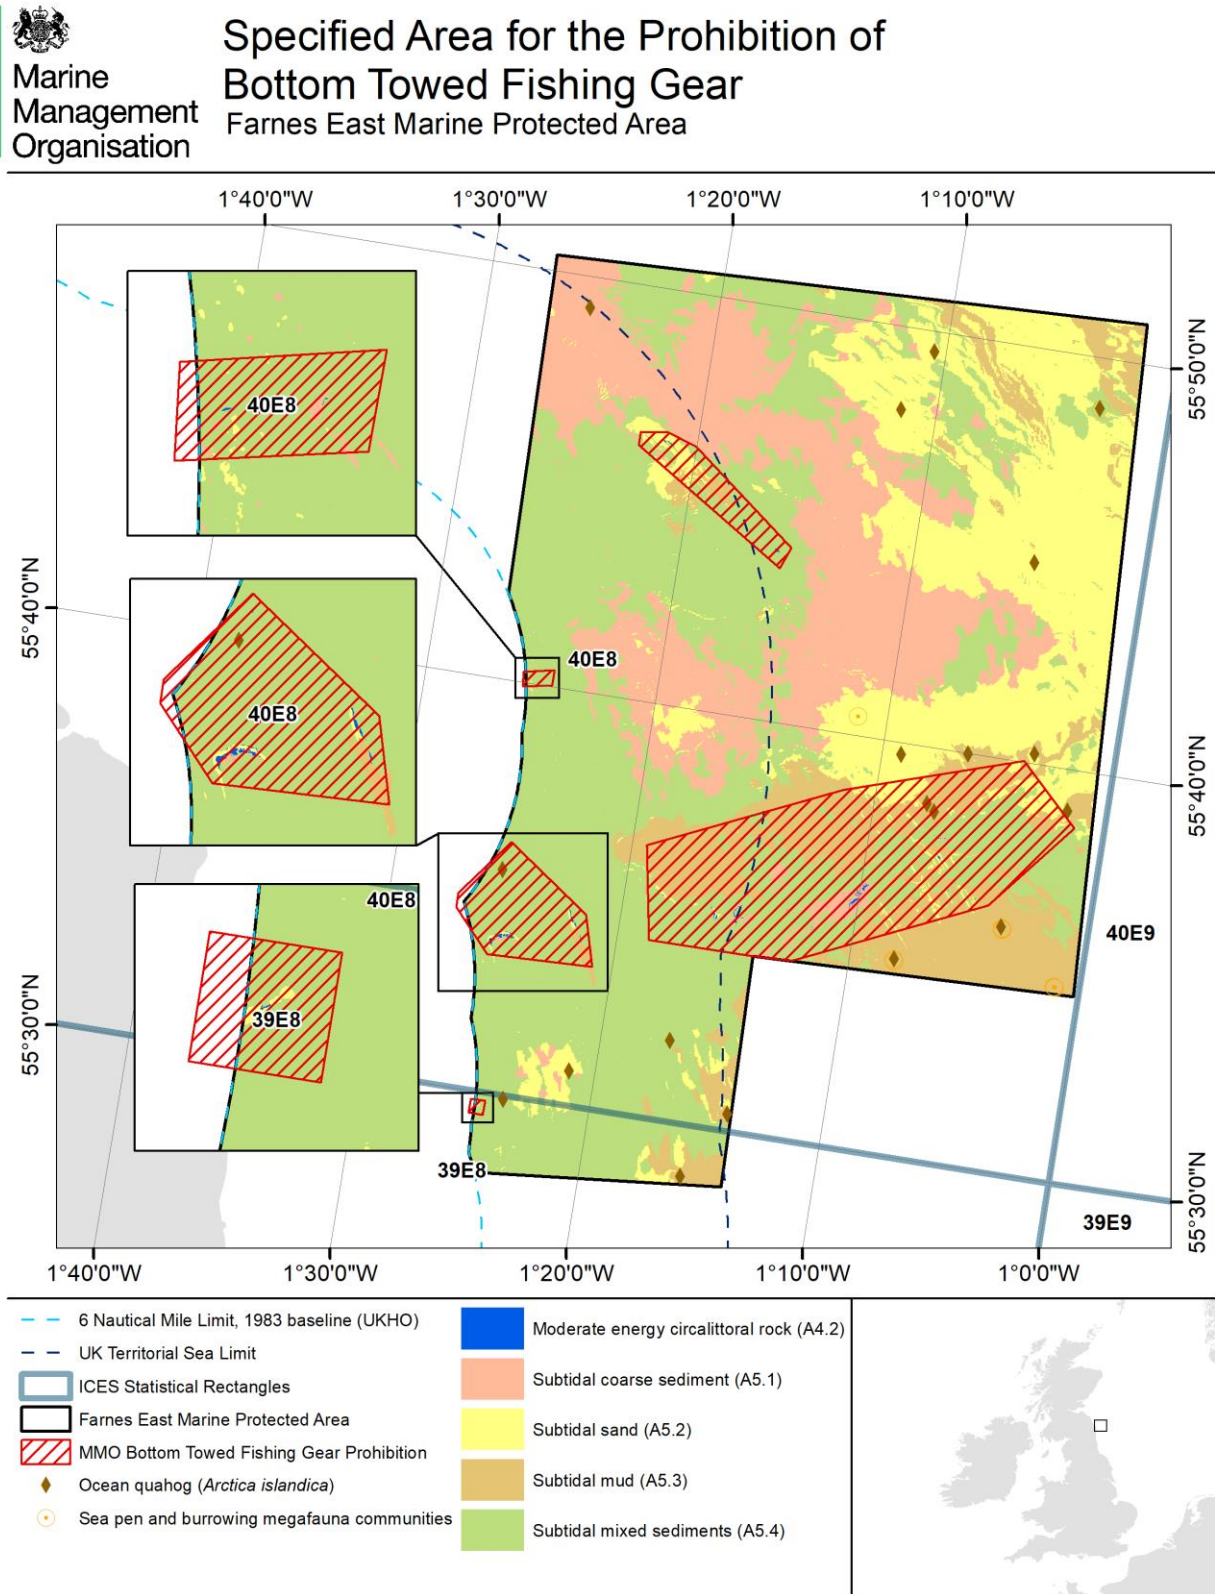 Marine
Management
Organisation
Specified Area for the Prohibition of
Bottom Towed Fishing Gear
Farnes East Marine Protected Area
1°40'0"W
1°30'0"W
1°20'0"W
1°10'0"W
55°50'0"N
40E8
55°40'0"N
40E8
40E8
55°40'0"N
40E8
40E9
39E8
55°30'0"N
39E8
55°30'0"N
39E9
1°40'0"W
1°30'0"W
1°20'0"W
1°10'0"W
1°0'0"W
6 Nautical Mile Limit, 1983 baseline (UKHO)
UK Territorial Sea Limit
ICES Statistical Rectangles
Farnes East Marine Protected Area
MMO Bottom Towed Fishing Gear Prohibition
Ocean quahog (Arctica islandica)
Sea pen and burrowing megafauna communities
Moderate energy circalittoral rock (A4.2)
Subtidal coarse sediment (A5.1)
Subtidal sand (A5.2)
Subtidal mud (A5.3)
Subtidal mixed sediments (A5.4)